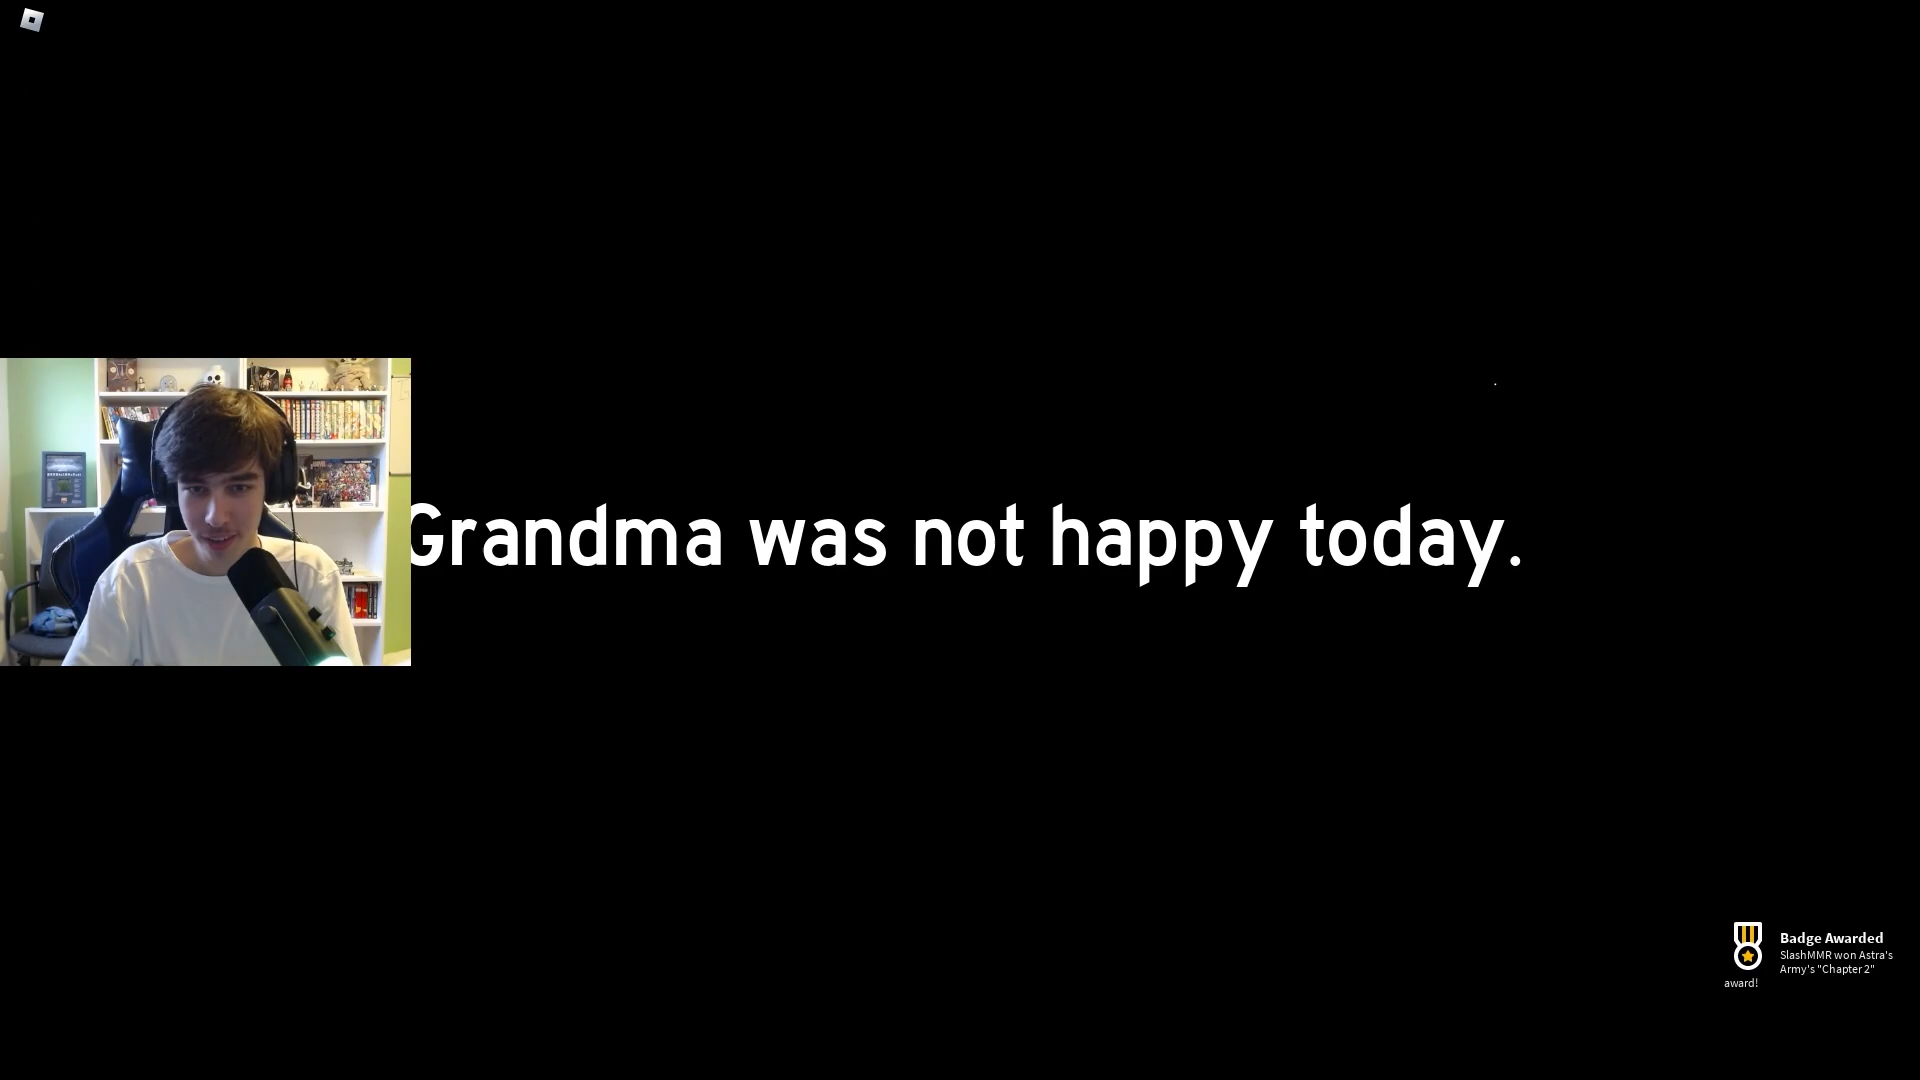 Grandma was not happy today.
Badge Awarded
SlashMMR won Astra's
Army's "Chapter 2"
award!